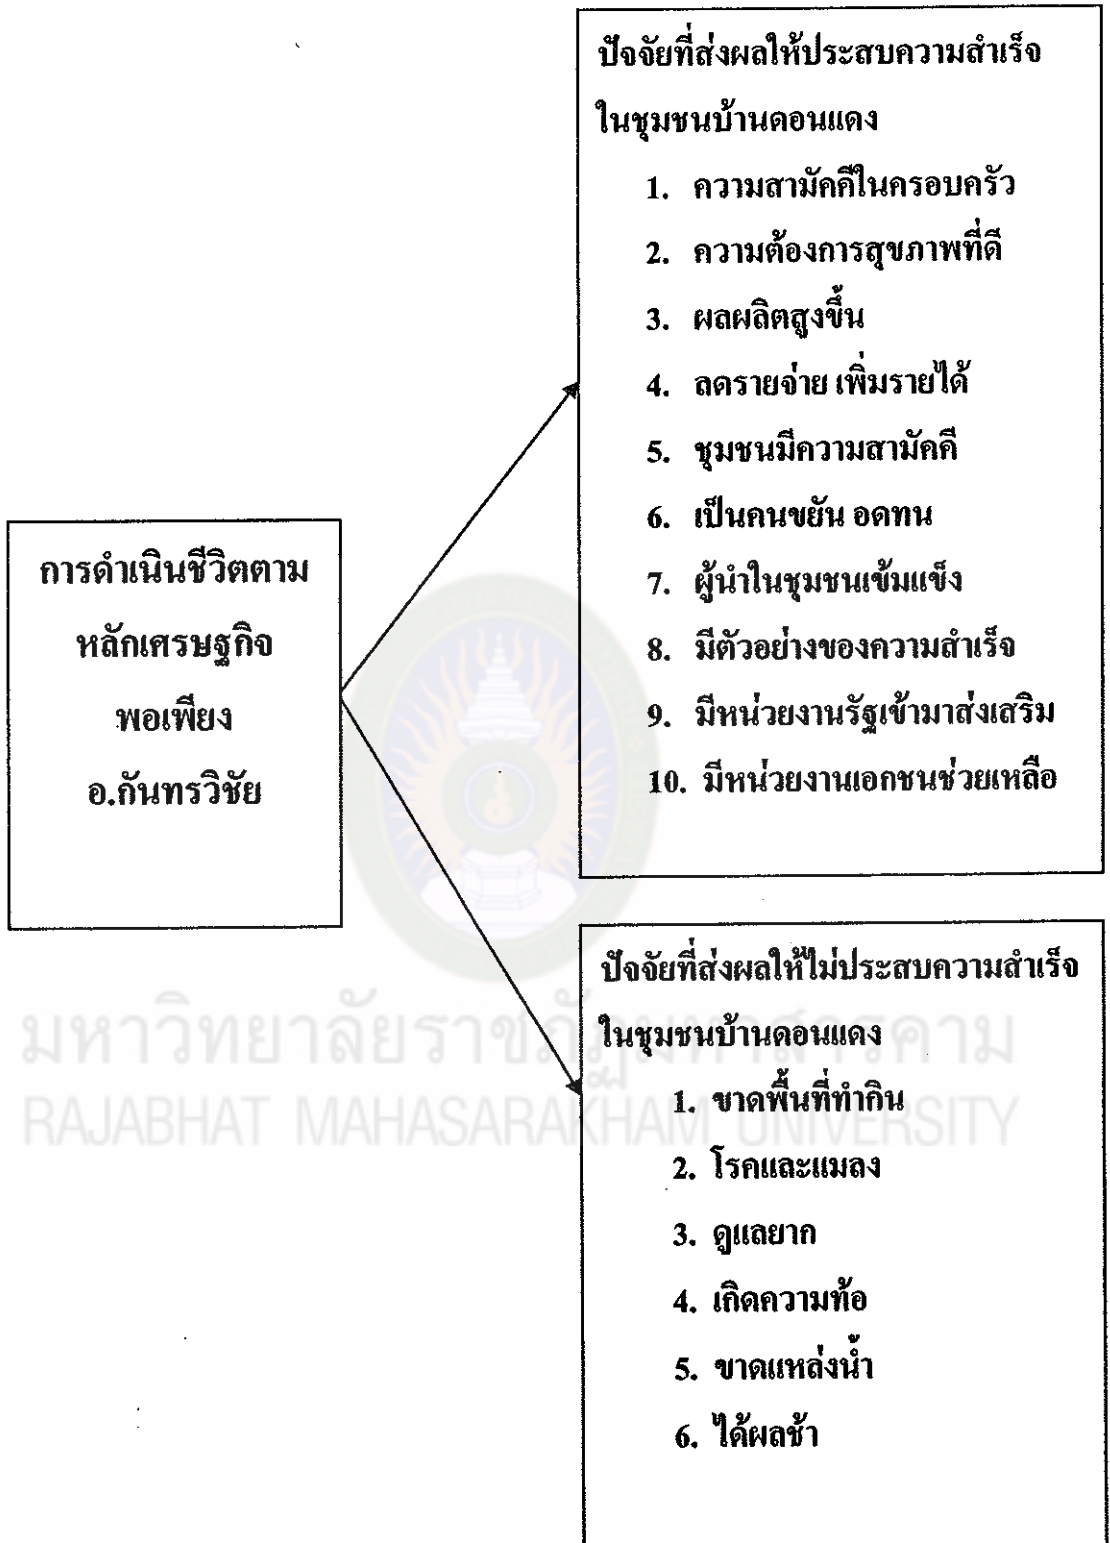 ปัจจัยที่ส่งผลให้ประสบความสำเร็จ
ในชุมชนบ้านดอนแดง
1. ความสามัคคีในครอบครัว
2. ความต้องการสุขภาพที่ดี
3. ผลผลิตสูงขึ้น
4. ลดรายจ่าย เพิ่มรายได้
5. ชุมชนมีความสามัคคี
6. เป็นคนขยัน อดทน
7. ผู้นำในชุมชนเข้มแข็ง
8. มีตัวอย่างของความสำเร็จ
9. มีหน่วยงานรัฐเข้ามาส่งเสริม
10. มีหน่วยงานเอกชนช่วยเหลือ
การดำเนินชีวิตตาม
หลักเศรษฐกิจ
พอเพียง
อ.กันทรวิชัย
ปัจจัยที่ส่งผลให้ไม่ประสบความสำเร็จ
ในชุมชนบ้านดอนแดง
1. ขาดพื้นที่ทำกิน
2. โรคและแมลง
3. ดูแลยาก
4. เกิดความท้อ
5. ขาดแหล่งน้ำ
6. ได้ผลช้า
มหาวิทยาลัยราชภัฏมหาสารคาม
RAJABHAT MAHASARAKHAM UNIVERSITY